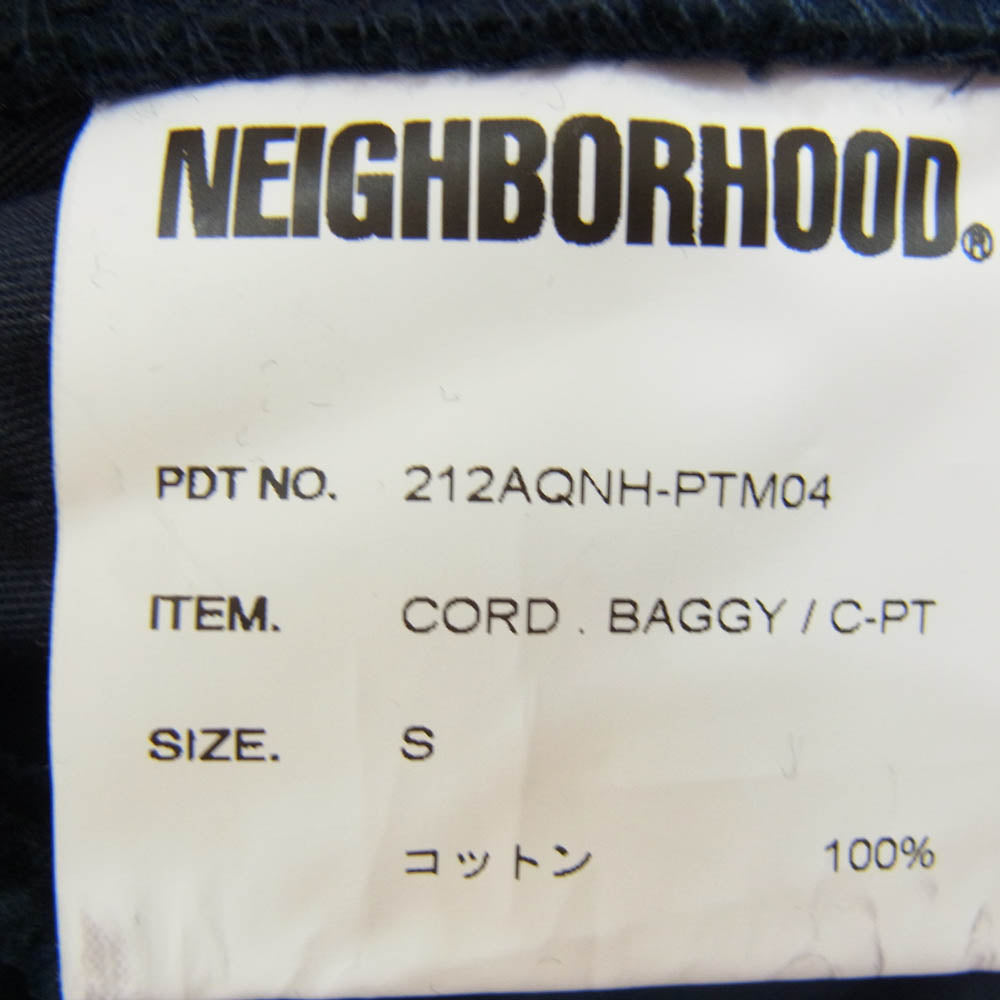 NEIGHBORHOOD®
PDT NO. 212AQNH-PTM04
ITEM. CORD . BAGGY / C-PT
SIZE. S
コットン 100%